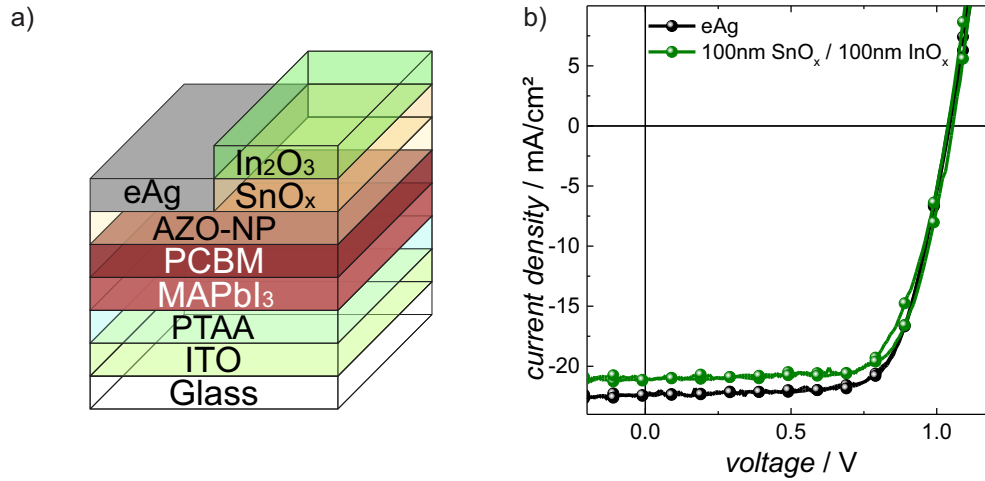 a)
In₂O₃
eAg
SnOₓ
AZO-NP
PCBM
MAPbI₃
PTAA
ITO
Glass
b)
eAg
100nm SnOₓ / 100nm InOₓ
5
0
-5
-10
-15
-20
current density / mA/cm²
0.0
0.5
1.0
voltage / V